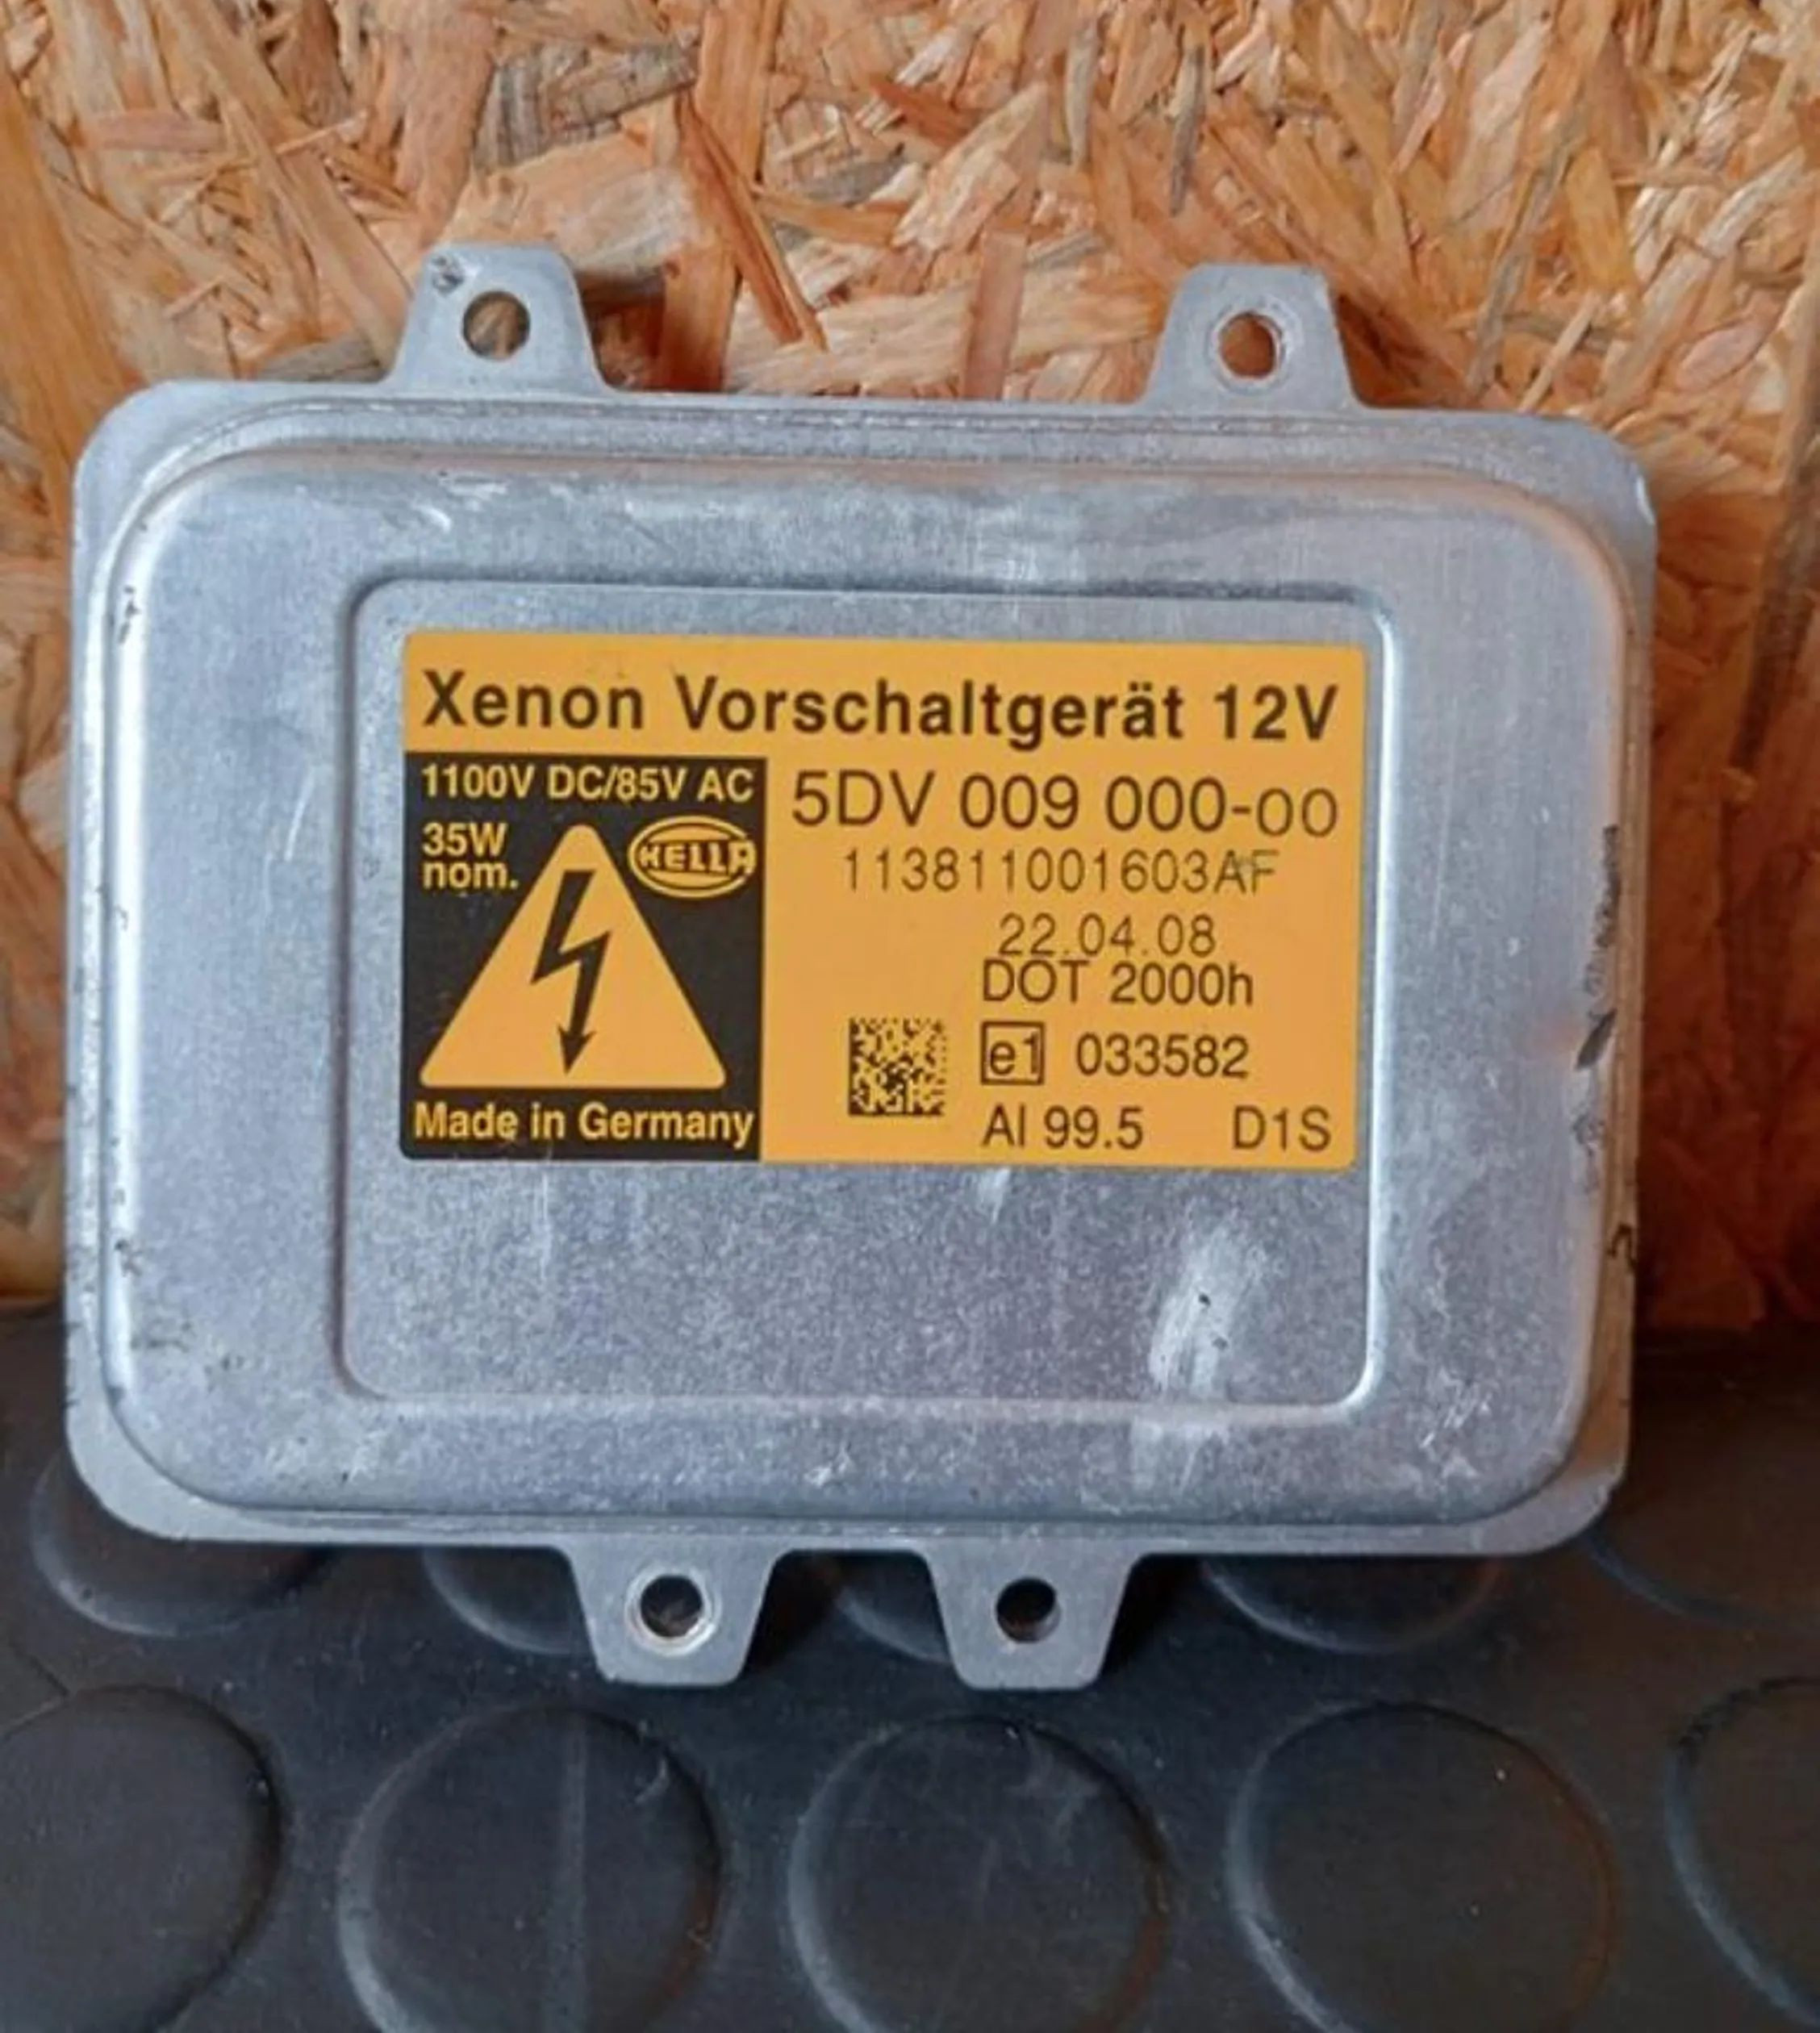 Xenon Vorschaltgerät 12V
1100V DC/85V AC
35W
nom.
HELLA
Made in Germany
5DV 009 000-00
113811001603AF
22.04.08
DOT 2000h
e1 033582
Al 99.5 D1S